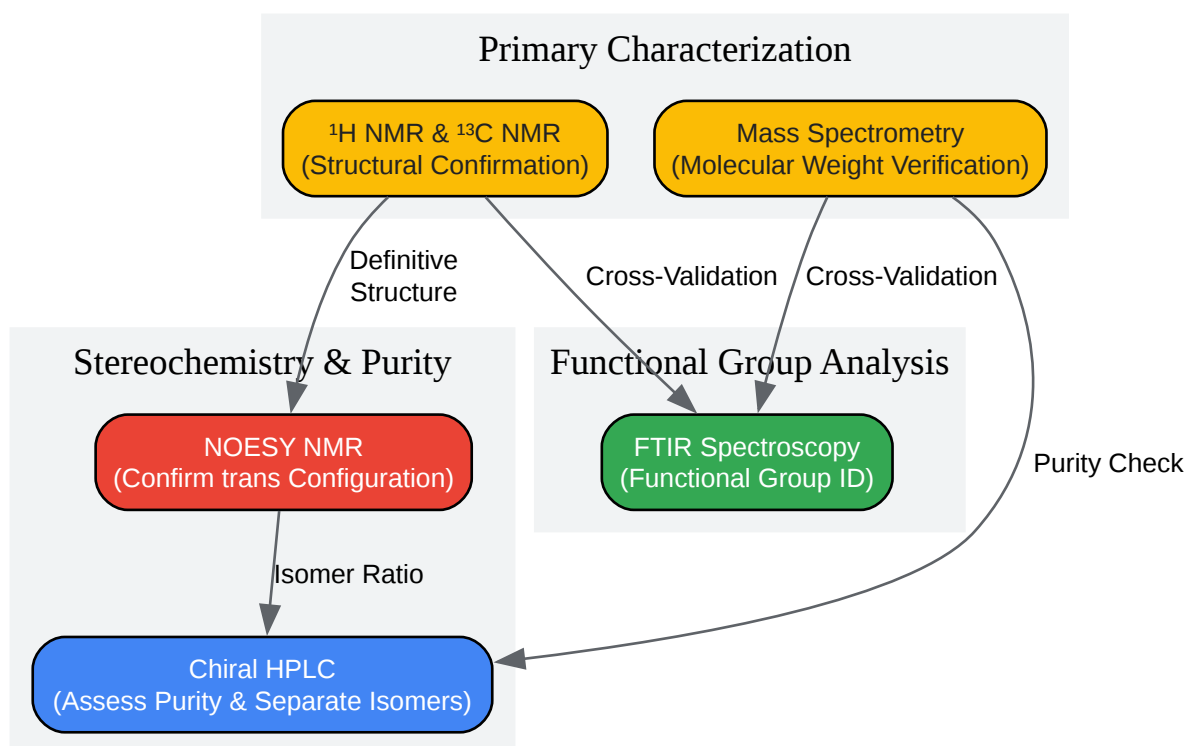 Primary Characterization
¹H NMR & ¹³C NMR
(Structural Confirmation)
Mass Spectrometry
(Molecular Weight Verification)
Definitive
Structure
Cross-Validation
Cross-Validation
Stereochemistry & Purity
Functional Group Analysis
NOESY NMR
(Confirm trans Configuration)
FTIR Spectroscopy
(Functional Group ID)
Purity Check
Isomer Ratio
Chiral HPLC
(Assess Purity & Separate Isomers)